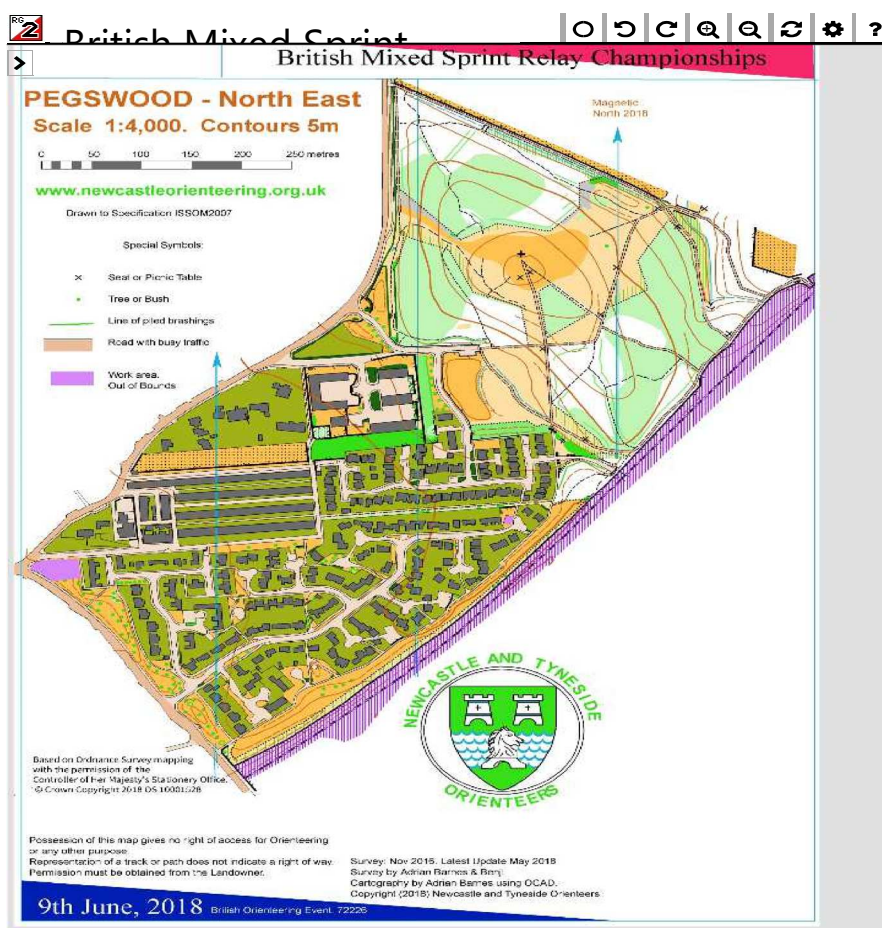 RG
2
British Mixed Sprint
?
British Mixed Sprint Relay Championships
PEGSWOOD - North East
Scale 1:4,000. Contours 5m
0 50 100 150 200 250 metres
www.newcastleorienteering.org.uk
Drawn to Specification ISSOM2007
Special Symbols:
Seat or Picnic Table
Tree or Bush
Line of piled brashings
Road with busy traffic
Work area.
Out of Bounds
Magnetic
North 2018
NEWCASTLE AND TYNESIDE
ORIENTEERS
Based on Ordnance Survey mapping
with the permission of the
Controller of Her Majesty's Stationery Office.
© Crown Copyright 2018 OS 10001528
Possession of this map gives no right of access for Orienteering
or any other purpose.
Representation of a track or path does not indicate a right of way.
Permission must be obtained from the Landowner.
Survey: Nov 2015. Latest Update May 2018
Survey by Adrian Barnes & Benji.
Cartography by Adrian Barnes using OCAD.
Copyright (2018) Newcastle and Tyneside Orienteers
9th June, 2018 British Orienteering Event. 72226